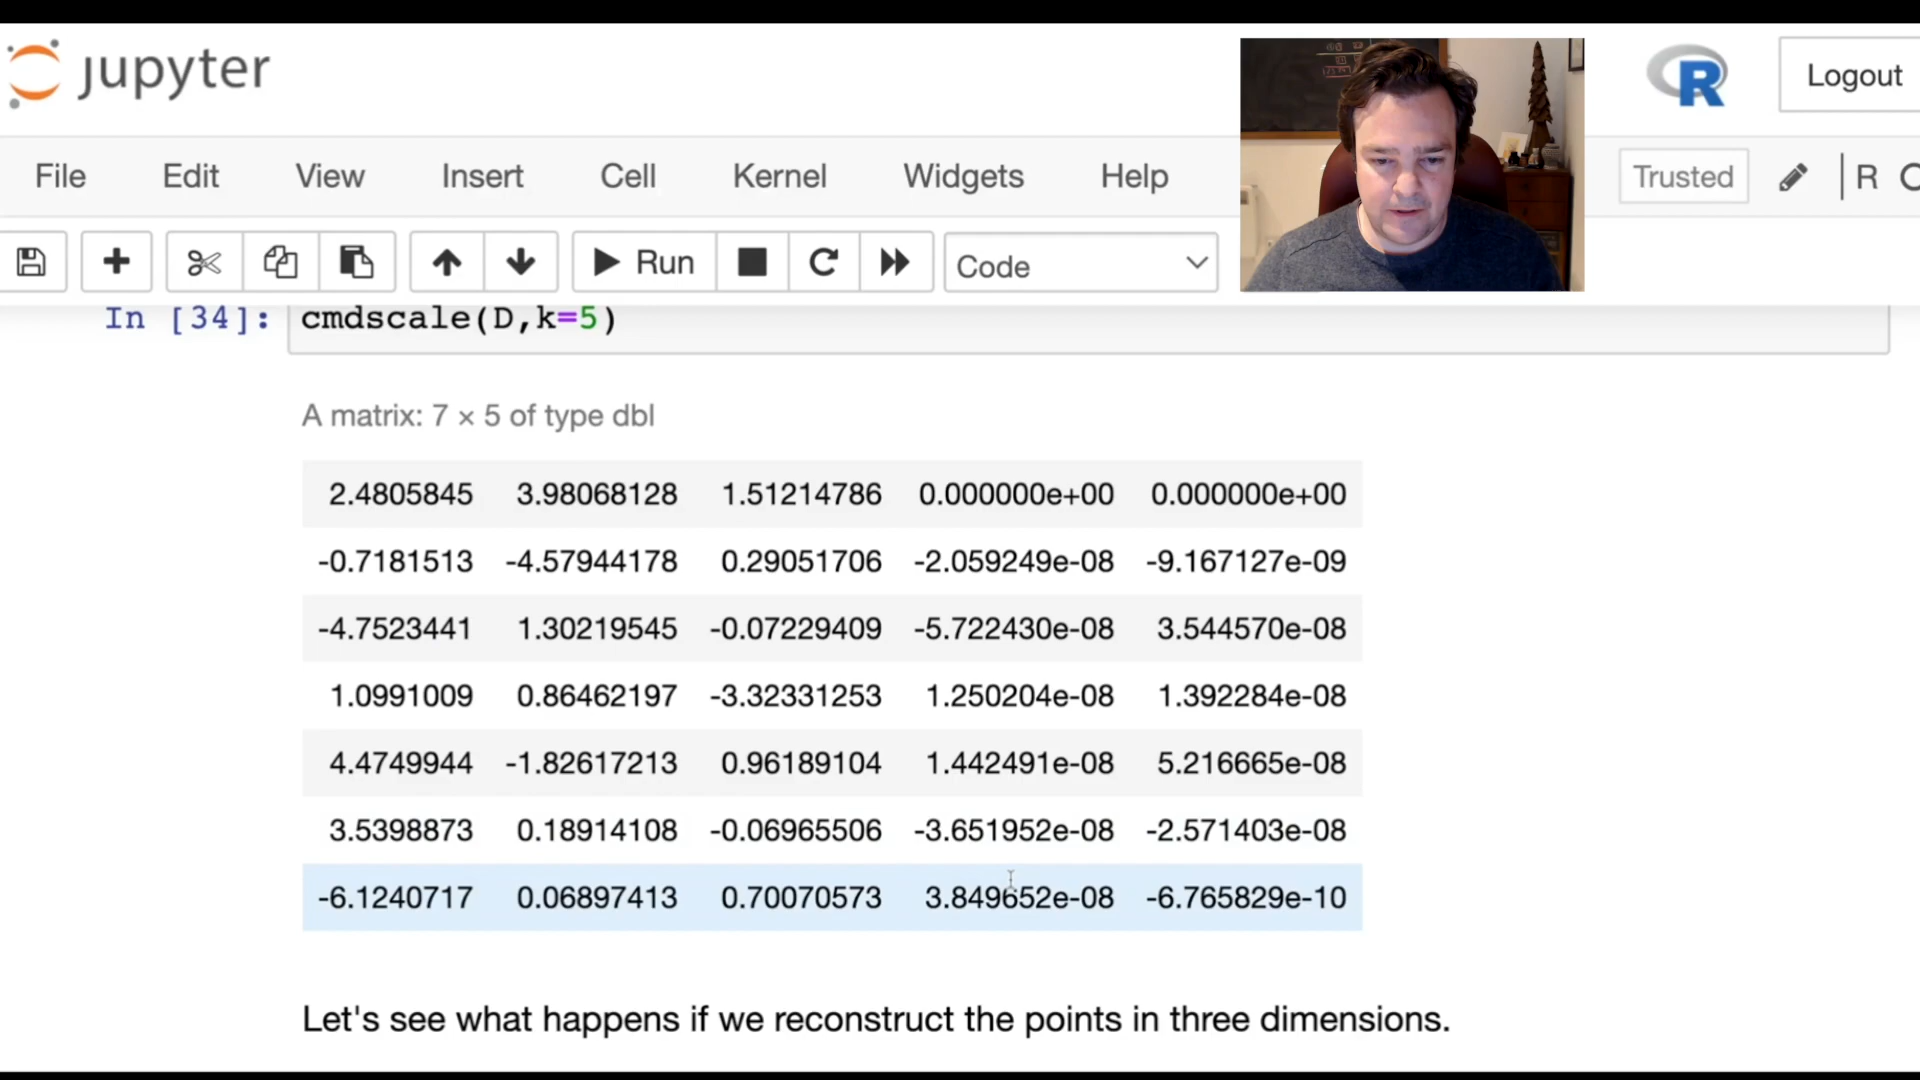 jupyter
R
Logout
File Edit View Insert Cell Kernel Widgets Help
Trusted
R
Run
Code
In [34]: cmdscale(D,k=5)
A matrix: 7 × 5 of type dbl
2.4805845 3.98068128 1.51214786 0.000000e+00 0.000000e+00
-0.7181513 -4.57944178 0.29051706 -2.059249e-08 -9.167127e-09
-4.7523441 1.30219545 -0.07229409 -5.722430e-08 3.544570e-08
1.0991009 0.86462197 -3.32331253 1.250204e-08 1.392284e-08
4.4749944 -1.82617213 0.96189104 1.442491e-08 5.216665e-08
3.5398873 0.18914108 -0.06965506 -3.651952e-08 -2.571403e-08
-6.1240717 0.06897413 0.70070573 3.849652e-08 -6.765829e-10
Let's see what happens if we reconstruct the points in three dimensions.